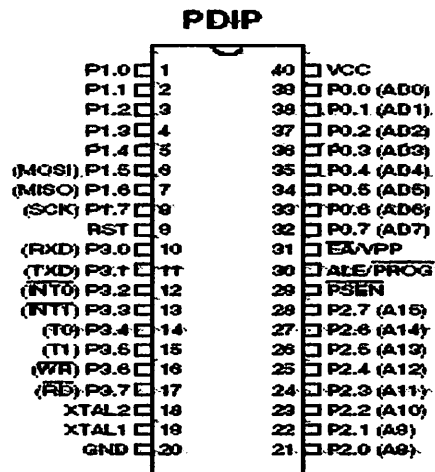 PDIP
P1.0 1 40 VCC
P1.1 2 39 P0.0 (AD0)
P1.2 3 38 P0.1 (AD1)
P1.3 4 37 P0.2 (AD2)
P1.4 5 36 P0.3 (AD3)
(MOSI) P1.5 6 35 P0.4 (AD4)
(MISO) P1.6 7 34 P0.5 (AD5)
(SCK) P1.7 8 33 P0.6 (AD6)
RST 9 32 P0.7 (AD7)
(RXD) P3.0 10 31 EA/VPP
(TXD) P3.1 11 30 ALE/PROG
(INT0) P3.2 12 29 PSEN
(INT1) P3.3 13 28 P2.7 (A15)
(T0) P3.4 14 27 P2.6 (A14)
(T1) P3.5 15 26 P2.5 (A13)
(WR) P3.6 16 25 P2.4 (A12)
(RD) P3.7 17 24 P2.3 (A11)
XTAL2 18 23 P2.2 (A10)
XTAL1 19 22 P2.1 (A9)
GND 20 21 P2.0 (A8)